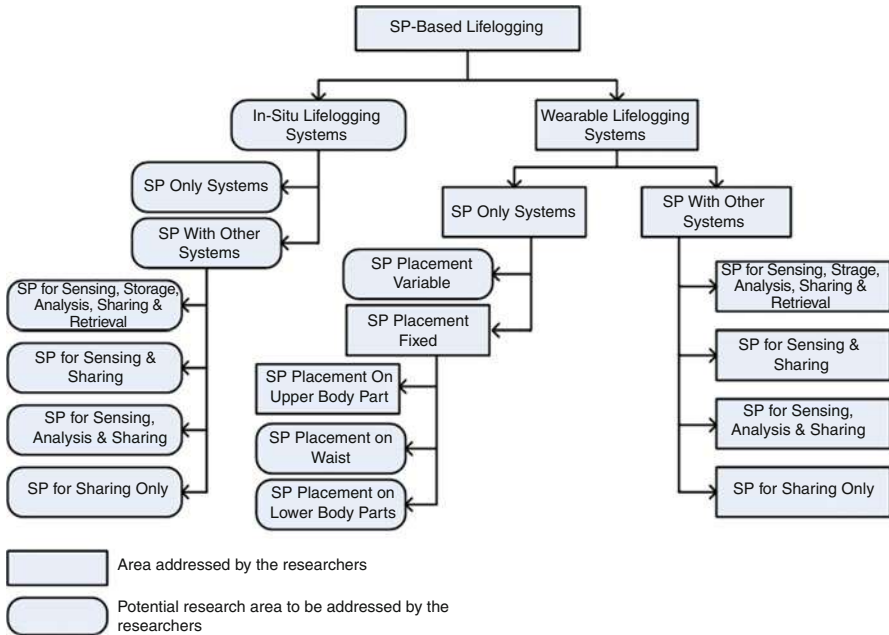 SP-Based Lifelogging
In-Situ Lifelogging
Systems
Wearable Lifelogging
Systems
SP Only Systems
SP With Other
Systems
SP for Sensing, Storage,
Analysis, Sharing &
Retrieval
SP for Sensing &
Sharing
SP for Sensing,
Analysis & Sharing
SP for Sharing Only
SP Only Systems
SP Placement
Variable
SP Placement
Fixed
SP Placement On
Upper Body Part
SP Placement on
Waist
SP Placement on
Lower Body Parts
SP With Other
Systems
SP for Sensing, Strage,
Analysis, Sharing &
Retrieval
SP for Sensing &
Sharing
SP for Sensing,
Analysis & Sharing
SP for Sharing Only
Area addressed by the researchers
Potential research area to be addressed by the
researchers